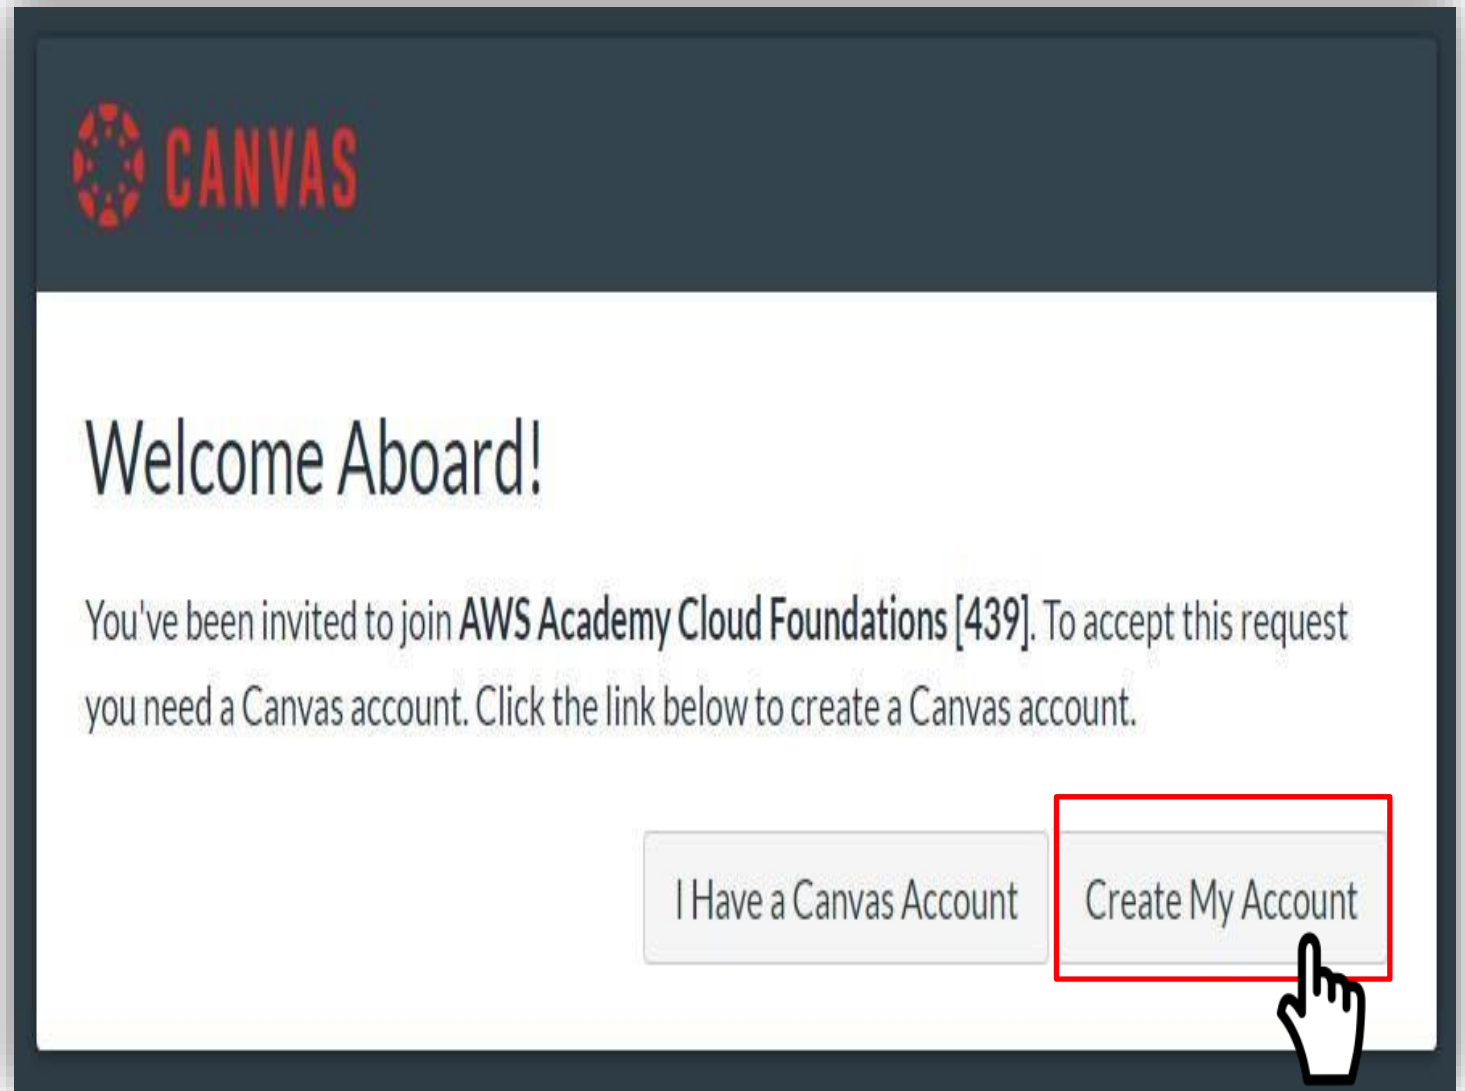 CANVAS
Welcome Aboard!
You've been invited to join AWS Academy Cloud Foundations [439]. To accept this request
you need a Canvas account. Click the link below to create a Canvas account.
I Have a Canvas Account
Create My Account